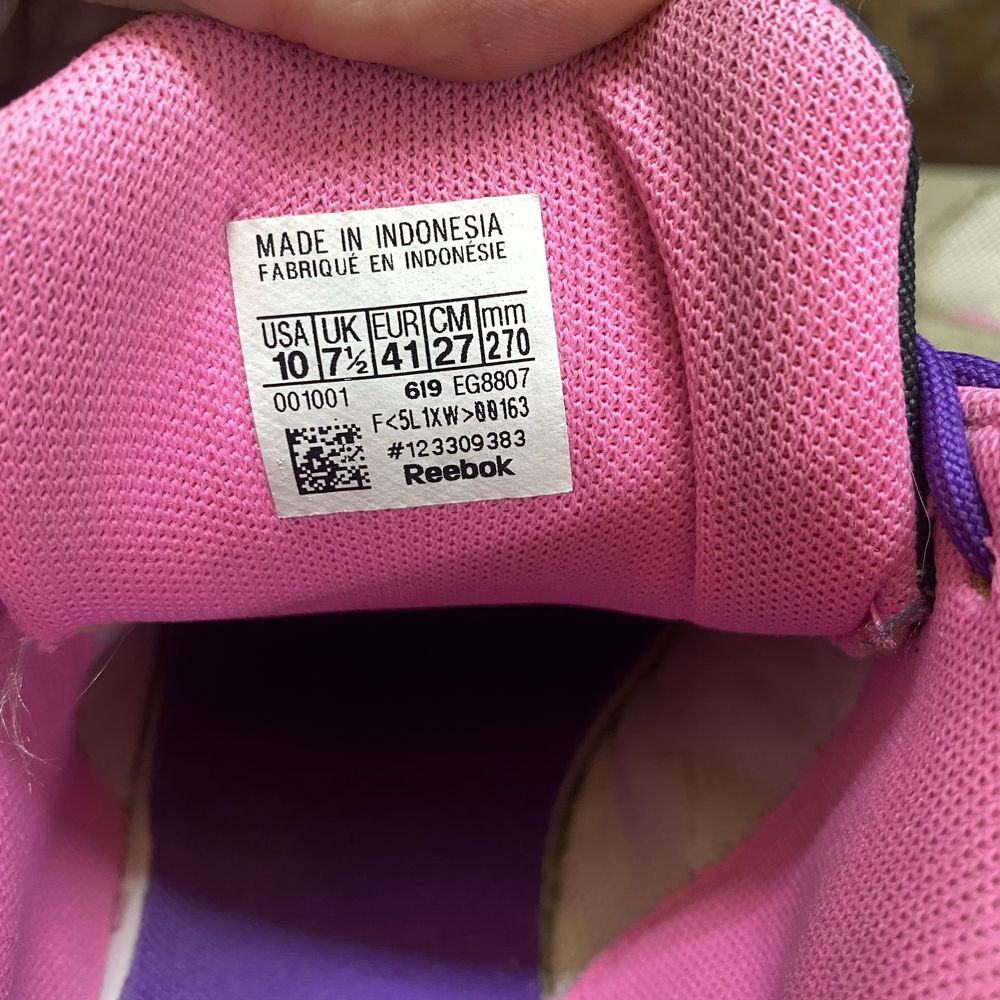 MADE IN INDONESIA
FABRIQUÉ EN INDONÉSIE
USA UK EUR CM mm
10 7½ 41 27 270
001001 619 EG8807
F<5L1XW>00163
#123309383
Reebok